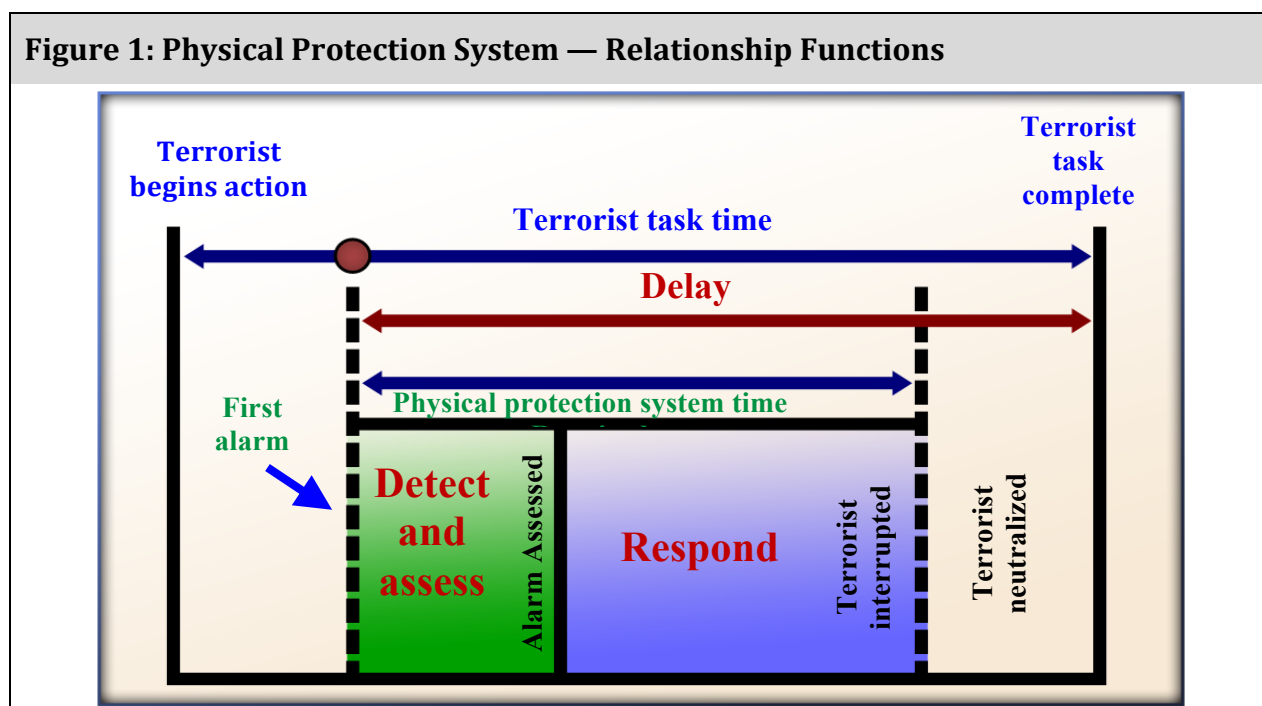 Figure 1: Physical Protection System — Relationship Functions
Terrorist
begins action
Terrorist
task
complete
Terrorist task time
Delay
First
alarm
Physical protection system time
Detect
and
assess
Alarm Assessed
Respond
Terrorist
interrupted
Terrorist
neutralized